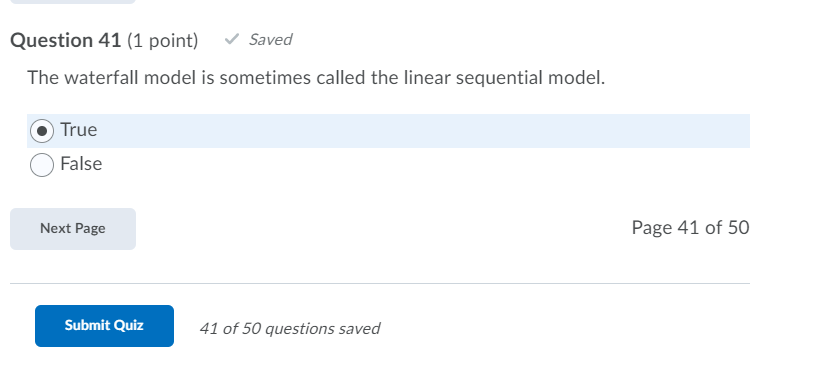 Question 41 (1 point) Saved
The waterfall model is sometimes called the linear sequential model.
True
False
Next Page Page 41 of 50
Submit Quiz 41 of 50 questions saved